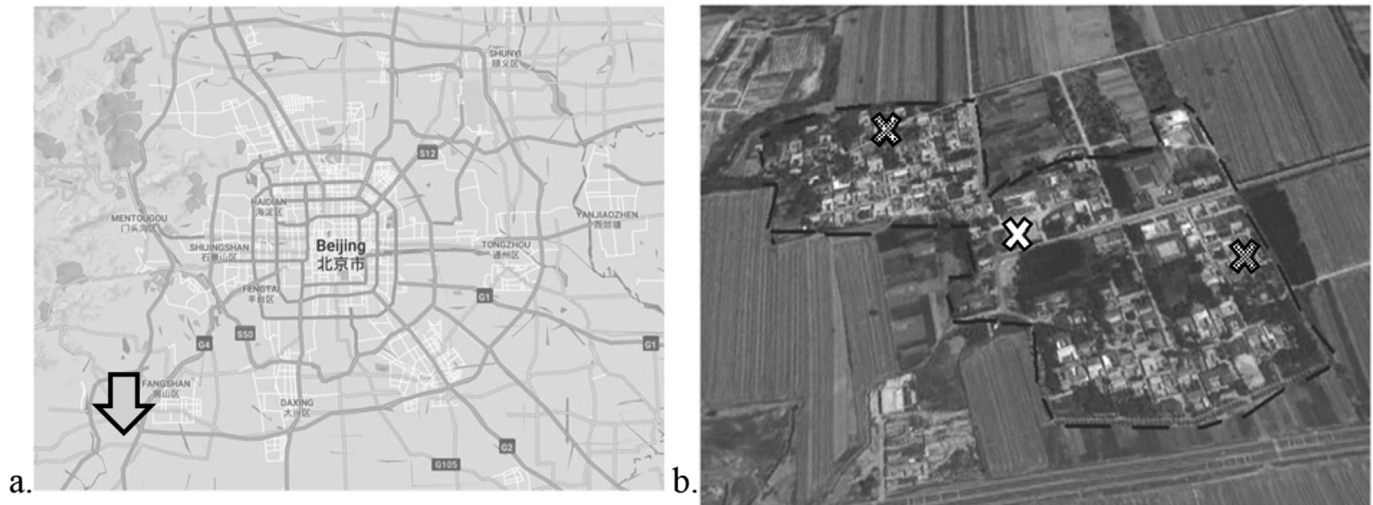 SHUNYI
顺义区
S12
HAIDIAN
海淀区
MENTOUGOU
门头沟区
YANJIAOZHEN
燕郊镇
SHIJINGSHAN
石景山区
Beijing
北京市
TONGZHOU
通州区
FENGTAI
丰台区
G1
S50
G4
G1
FANGSHAN
房山区
DAXING
大兴区
G2
G105
a.
b.